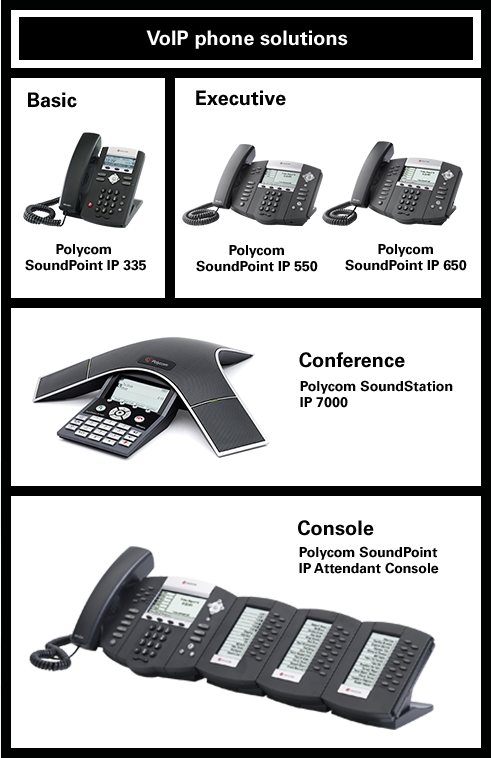 VoIP phone solutions
Basic
Polycom
SoundPoint IP 335
Executive
Polycom
SoundPoint IP 550
Polycom
SoundPoint IP 650
Polycom
Conference
Polycom SoundStation
IP 7000
Console
Polycom SoundPoint
IP Attendant Console